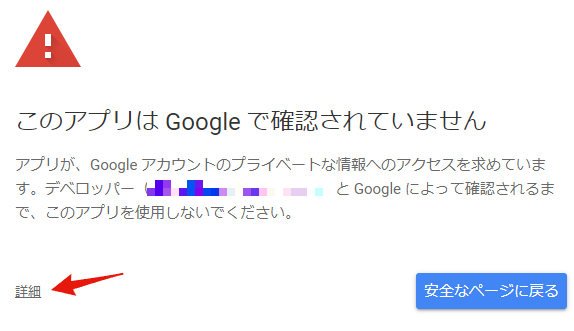 このアプリは Google で確認されていません
アプリが、Google アカウントのプライベートな情報へのアクセスを求めていま
す。デベロッパー（ と Google によって確認されるま
で、このアプリを使用しないでください。
詳細
安全なページに戻る